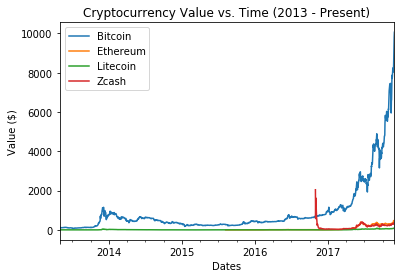 Cryptocurrency Value vs. Time (2013 - Present)
Bitcoin
Ethereum
Litecoin
Zcash
Value ($)
10000
8000
6000
4000
2000
0
2014
2015
2016
2017
Dates